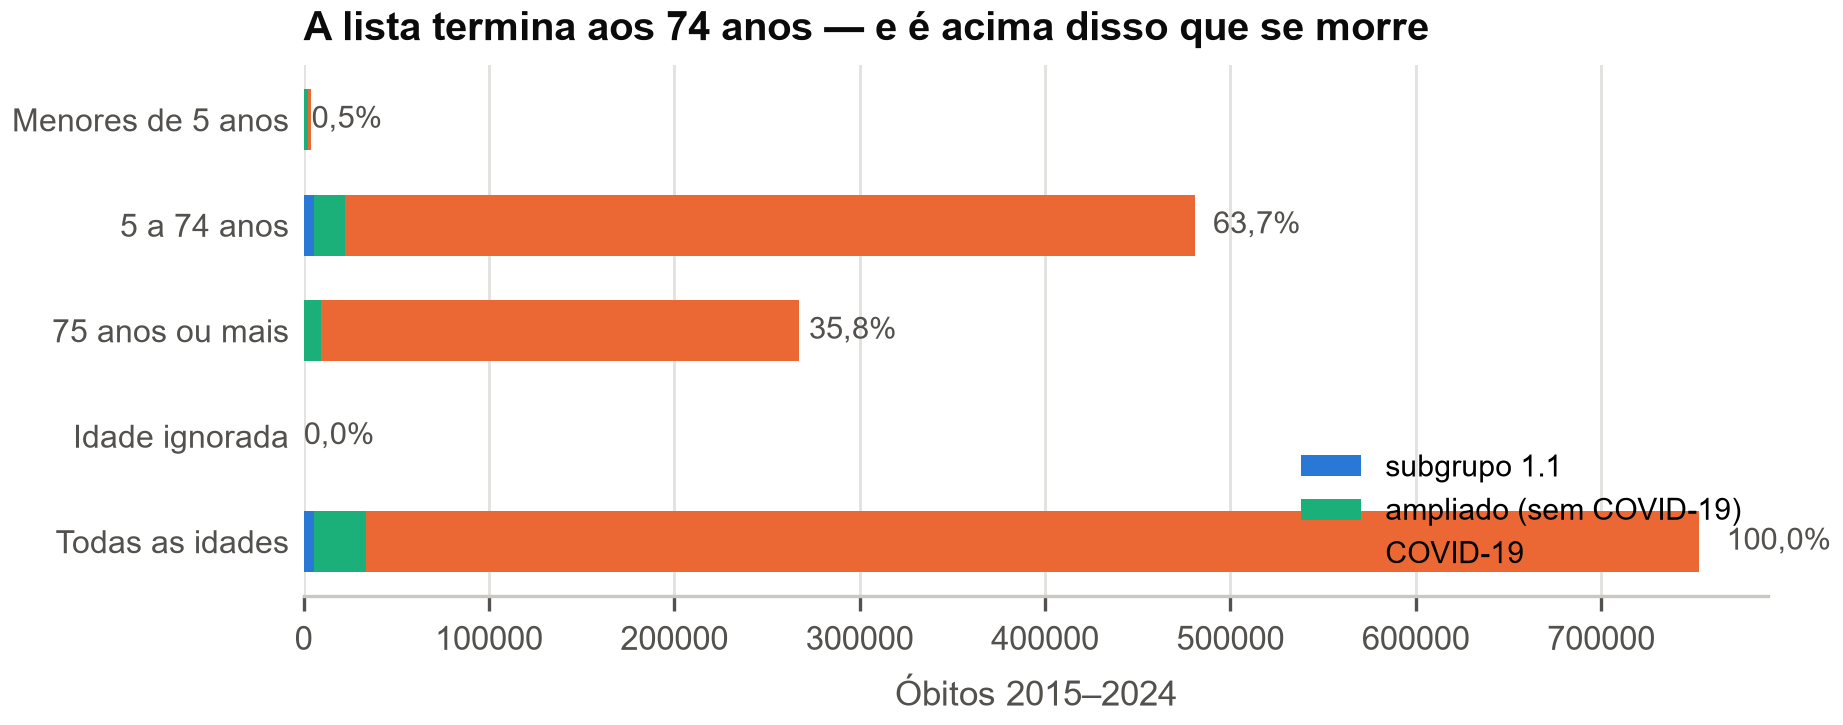 A lista termina aos 74 anos — e é acima disso que se morre
Menores de 5 anos
0,5%
5 a 74 anos
63,7%
75 anos ou mais
35,8%
Idade ignorada
0,0%
subgrupo 1.1
ampliado (sem COVID-19)
COVID-19
Todas as idades
100,0%
0 100000 200000 300000 400000 500000 600000 700000
Óbitos 2015–2024